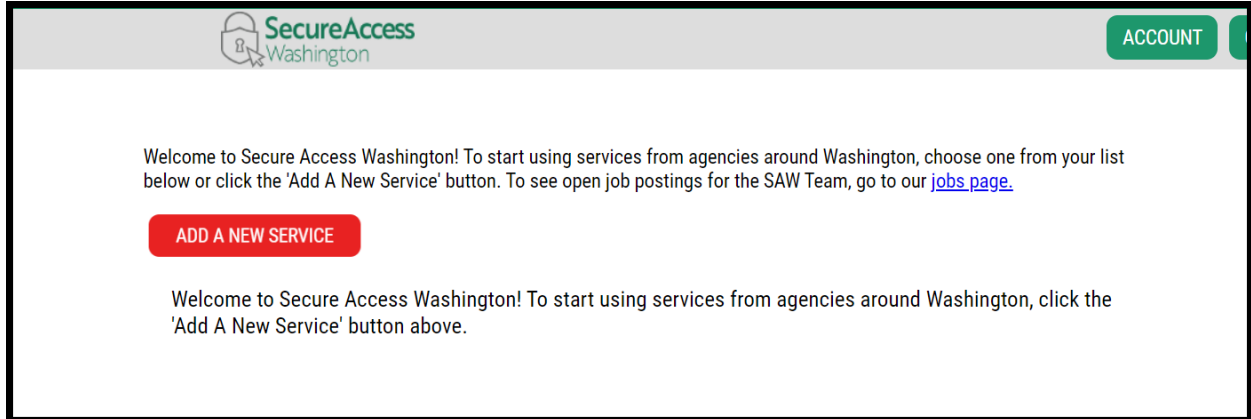 SecureAccess
Washington
ACCOUNT
Welcome to Secure Access Washington! To start using services from agencies around Washington, choose one from your list
below or click the 'Add A New Service' button. To see open job postings for the SAW Team, go to our jobs page.
ADD A NEW SERVICE
Welcome to Secure Access Washington! To start using services from agencies around Washington, click the
'Add A New Service' button above.